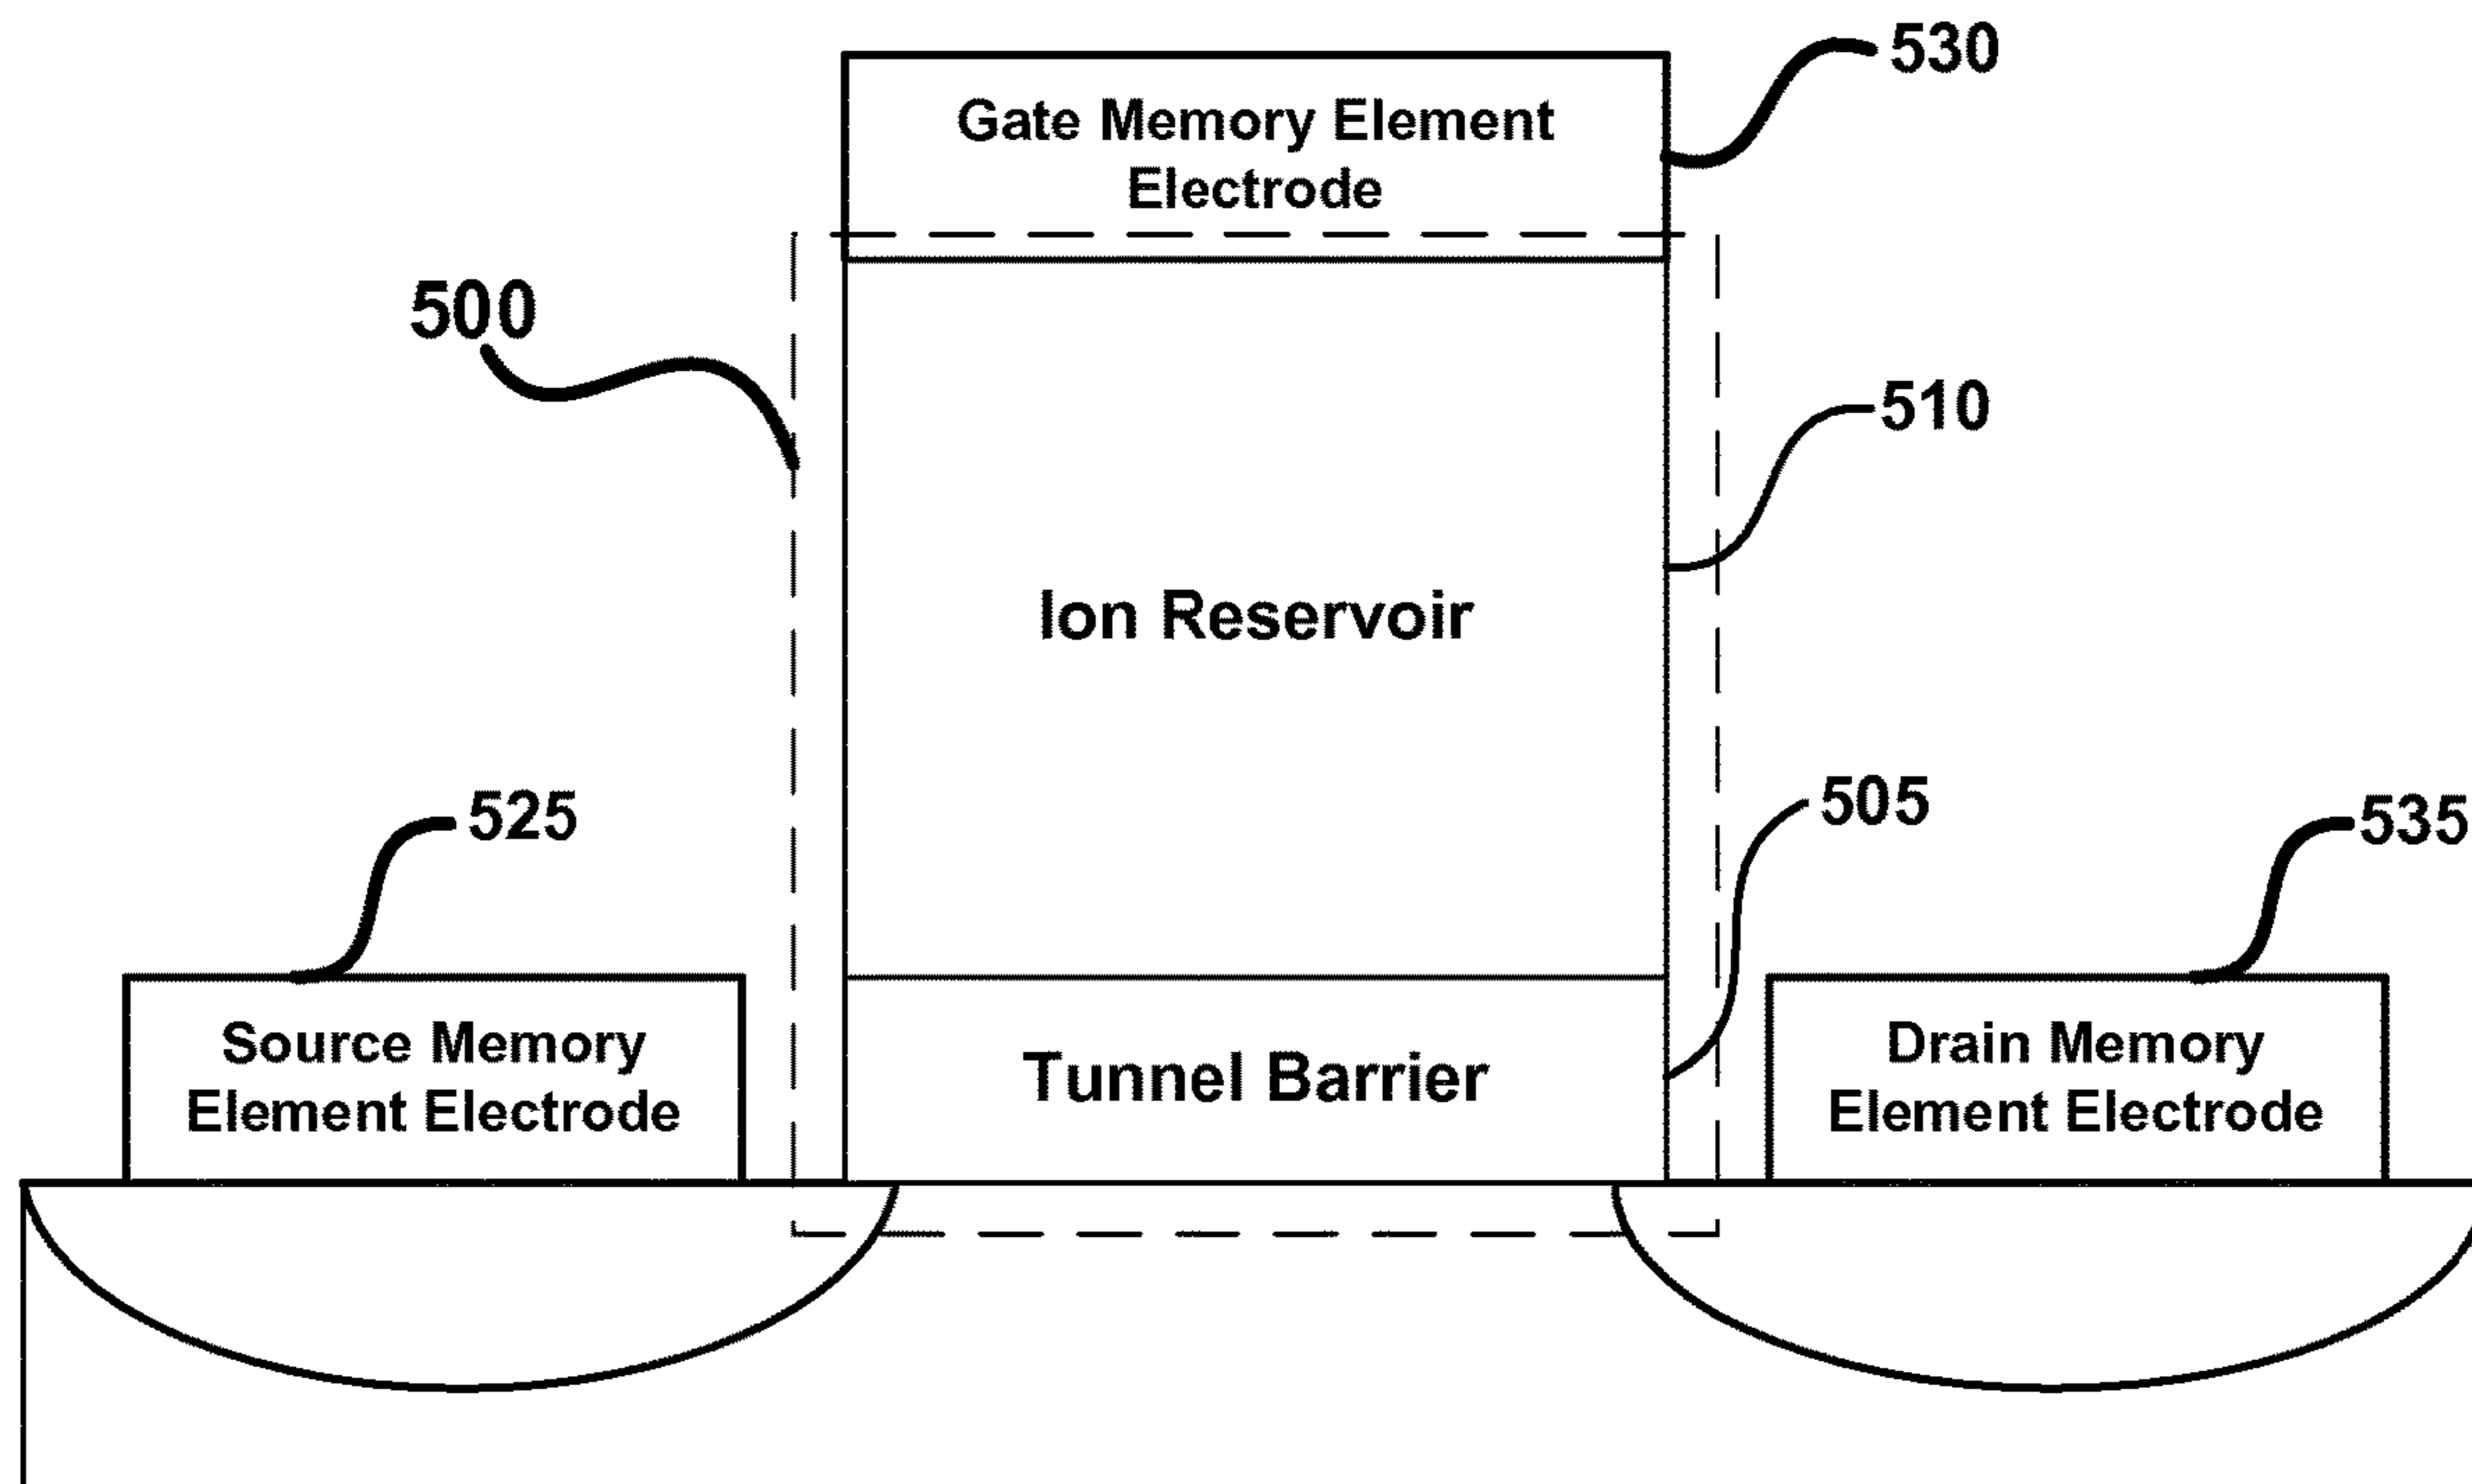 530
Gate Memory Element
Electrode
500
510
Ion Reservoir
525
505
535
Source Memory
Element Electrode
Tunnel Barrier
Drain Memory
Element Electrode